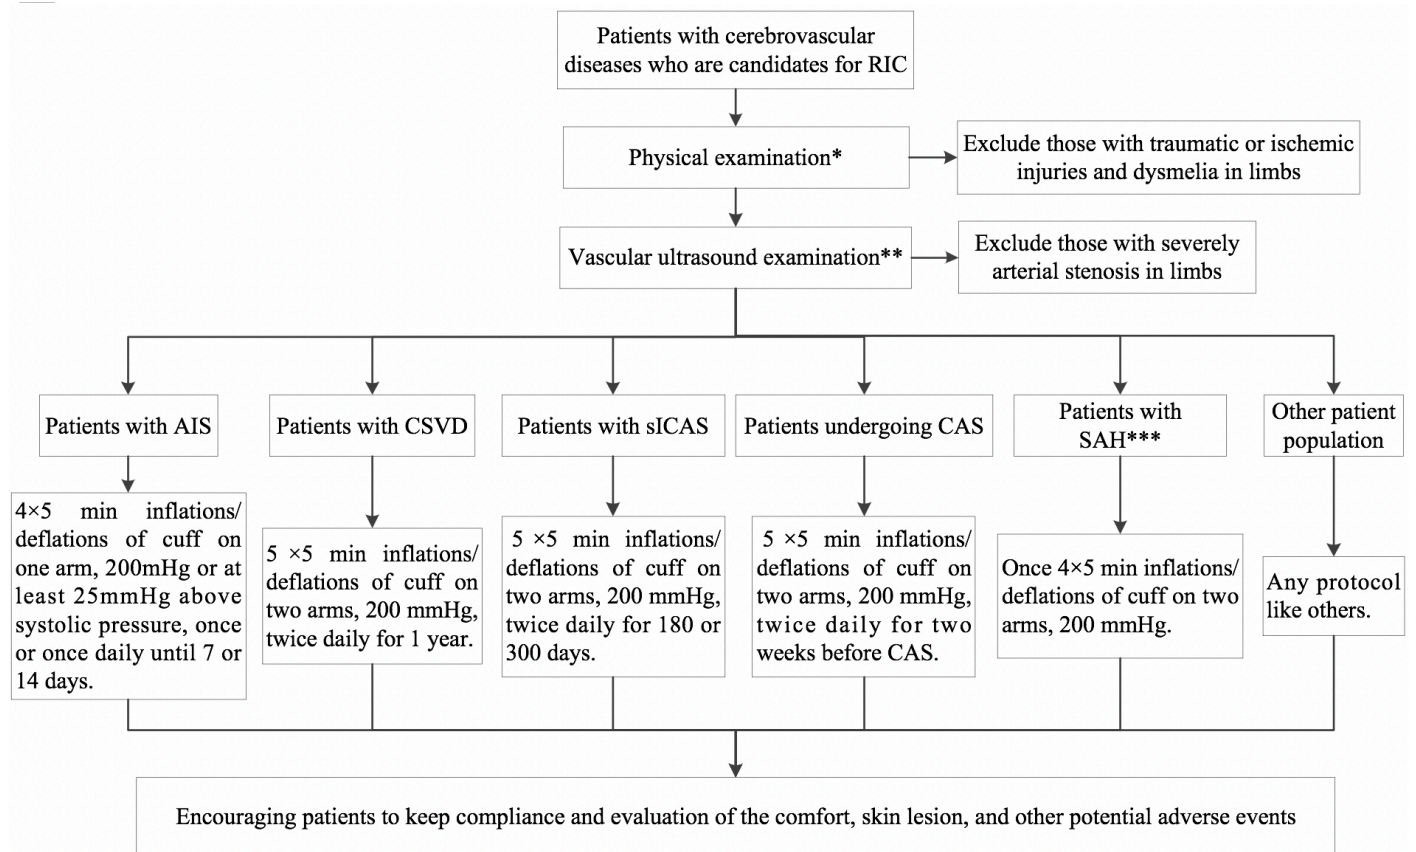 Patients with cerebrovascular
diseases who are candidates for RIC
Physical examination*
Exclude those with traumatic or ischemic
injuries and dysmelia in limbs
Vascular ultrasound examination**
Exclude those with severely
arterial stenosis in limbs
Patients with AIS
Patients with CSVD
Patients with sICAS
Patients undergoing CAS
Patients with
SAH***
Other patient
population
4×5 min inflations/
deflations of cuff on
one arm, 200mHg or at
least 25mmHg above
systolic pressure, once
or once daily until 7 or
14 days.
5 ×5 min inflations/
deflations of cuff on
two arms, 200 mmHg,
twice daily for 1 year.
5 ×5 min inflations/
deflations of cuff on
two arms, 200 mmHg,
twice daily for 180 or
300 days.
5 ×5 min inflations/
deflations of cuff on
two arms, 200 mmHg,
twice daily for two
weeks before CAS.
Once 4×5 min inflations/
deflations of cuff on two
arms, 200 mmHg.
Any protocol
like others.
Encouraging patients to keep compliance and evaluation of the comfort, skin lesion, and other potential adverse events